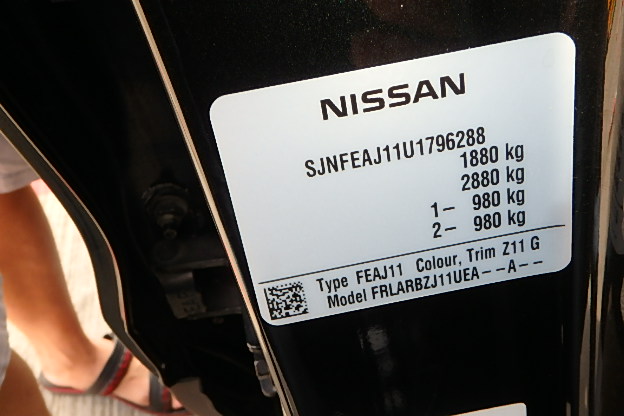 NISSAN
SJNFEAJ11U1796288
1880 kg
2880 kg
1- 980 kg
2- 980 kg
Type FEAJ11 Colour, Trim Z11 G
Model FRLARBZJ11UEA--A--